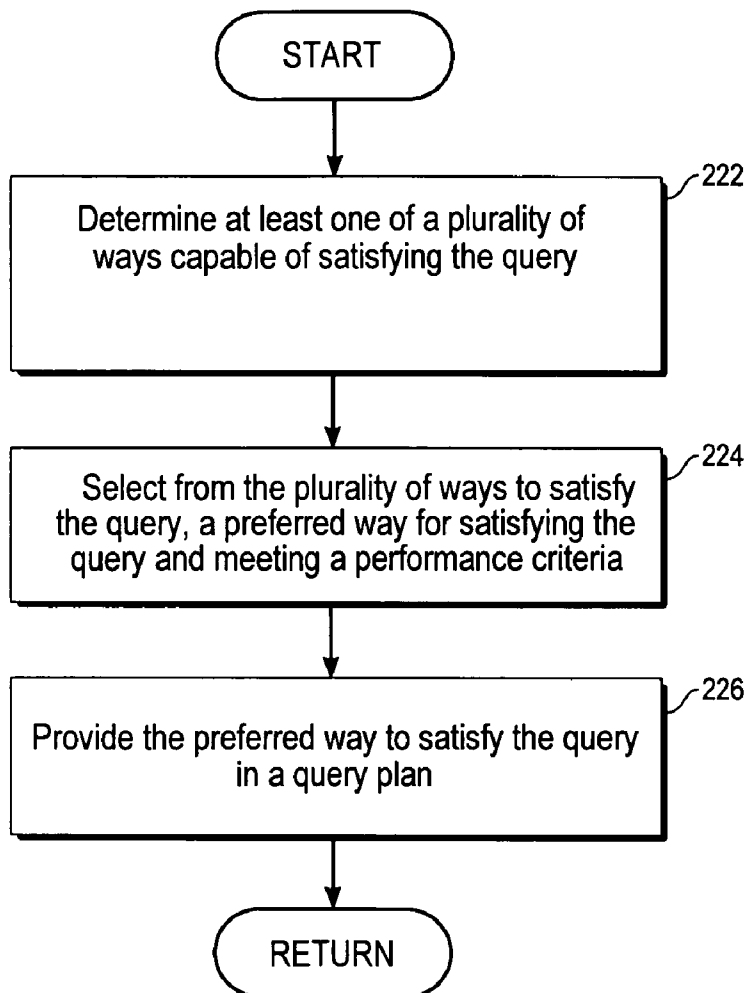 START
222
Determine at least one of a plurality of
ways capable of satisfying the query
224
Select from the plurality of ways to satisfy
the query, a preferred way for satisfying the
query and meeting a performance criteria
226
Provide the preferred way to satisfy the query
in a query plan
RETURN